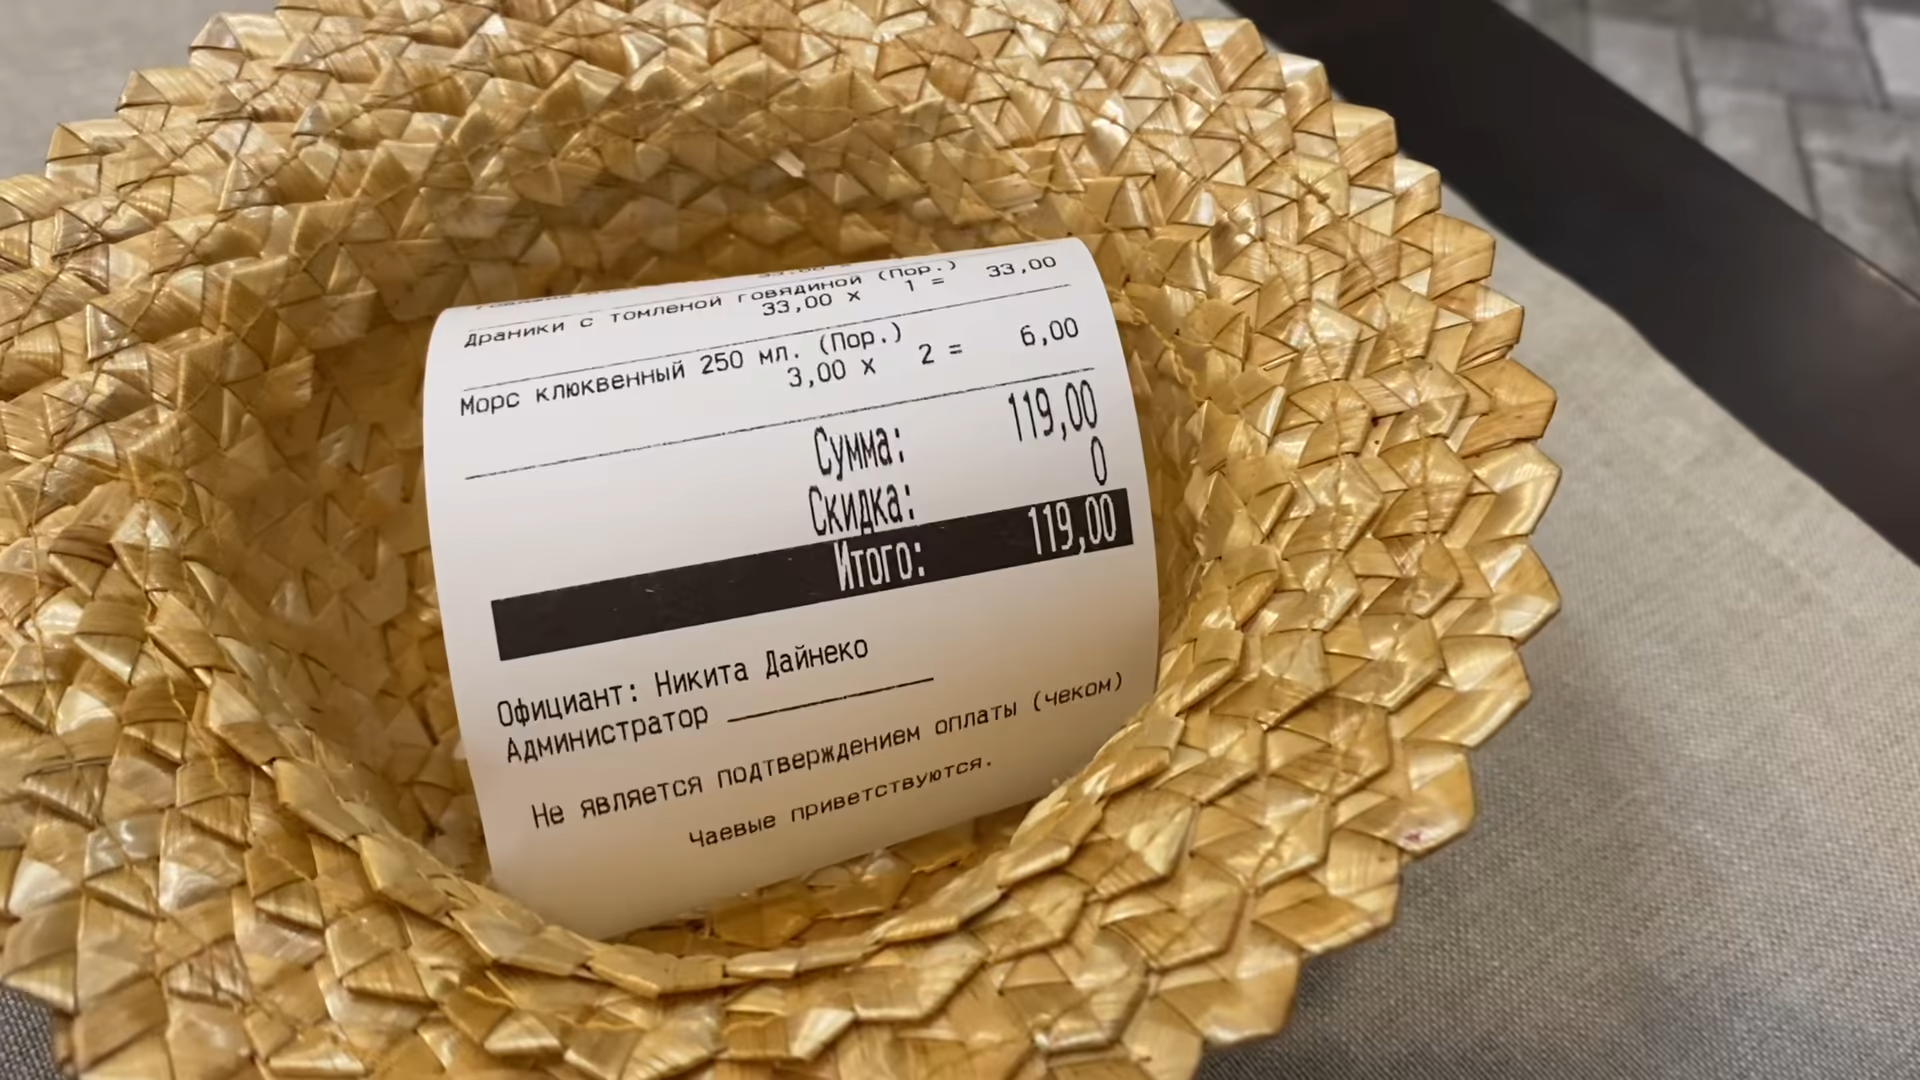 Драники с томленой говядиной (Пор.)
33,00 x 1 = 33,00
Морс клюквенный 250 мл. (Пор.)
3,00 x 2 = 6,00
Сумма: 119,00
Скидка: 0
Итого: 119,00
Официант: Никита Дайнеко
Администратор ______________
Не является подтверждением оплаты (чеком)
Чаевые приветствуются.